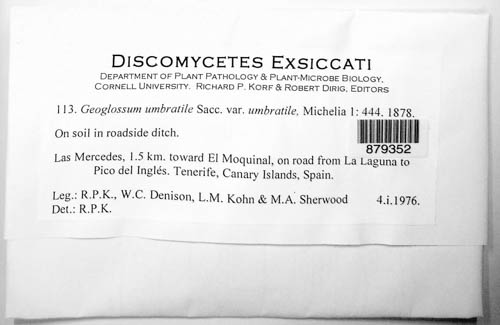 DISCOMYCETES EXSICCATI
DEPARTMENT OF PLANT PATHOLOGY & PLANT-MICROBE BIOLOGY,
CORNELL UNIVERSITY. RICHARD P. KORF & ROBERT DIRIG, EDITORS
113. Geoglossum umbratile Sacc. var. umbratile, Michelia 1: 444. 1878.
On soil in roadside ditch.
879352
Las Mercedes, 1.5 km. toward El Moquinal, on road from La Laguna to
Pico del Inglés. Tenerife, Canary Islands, Spain.
Leg.: R.P.K., W.C. Denison, L.M. Kohn & M.A. Sherwood 4.i.1976.
Det.: R.P.K.